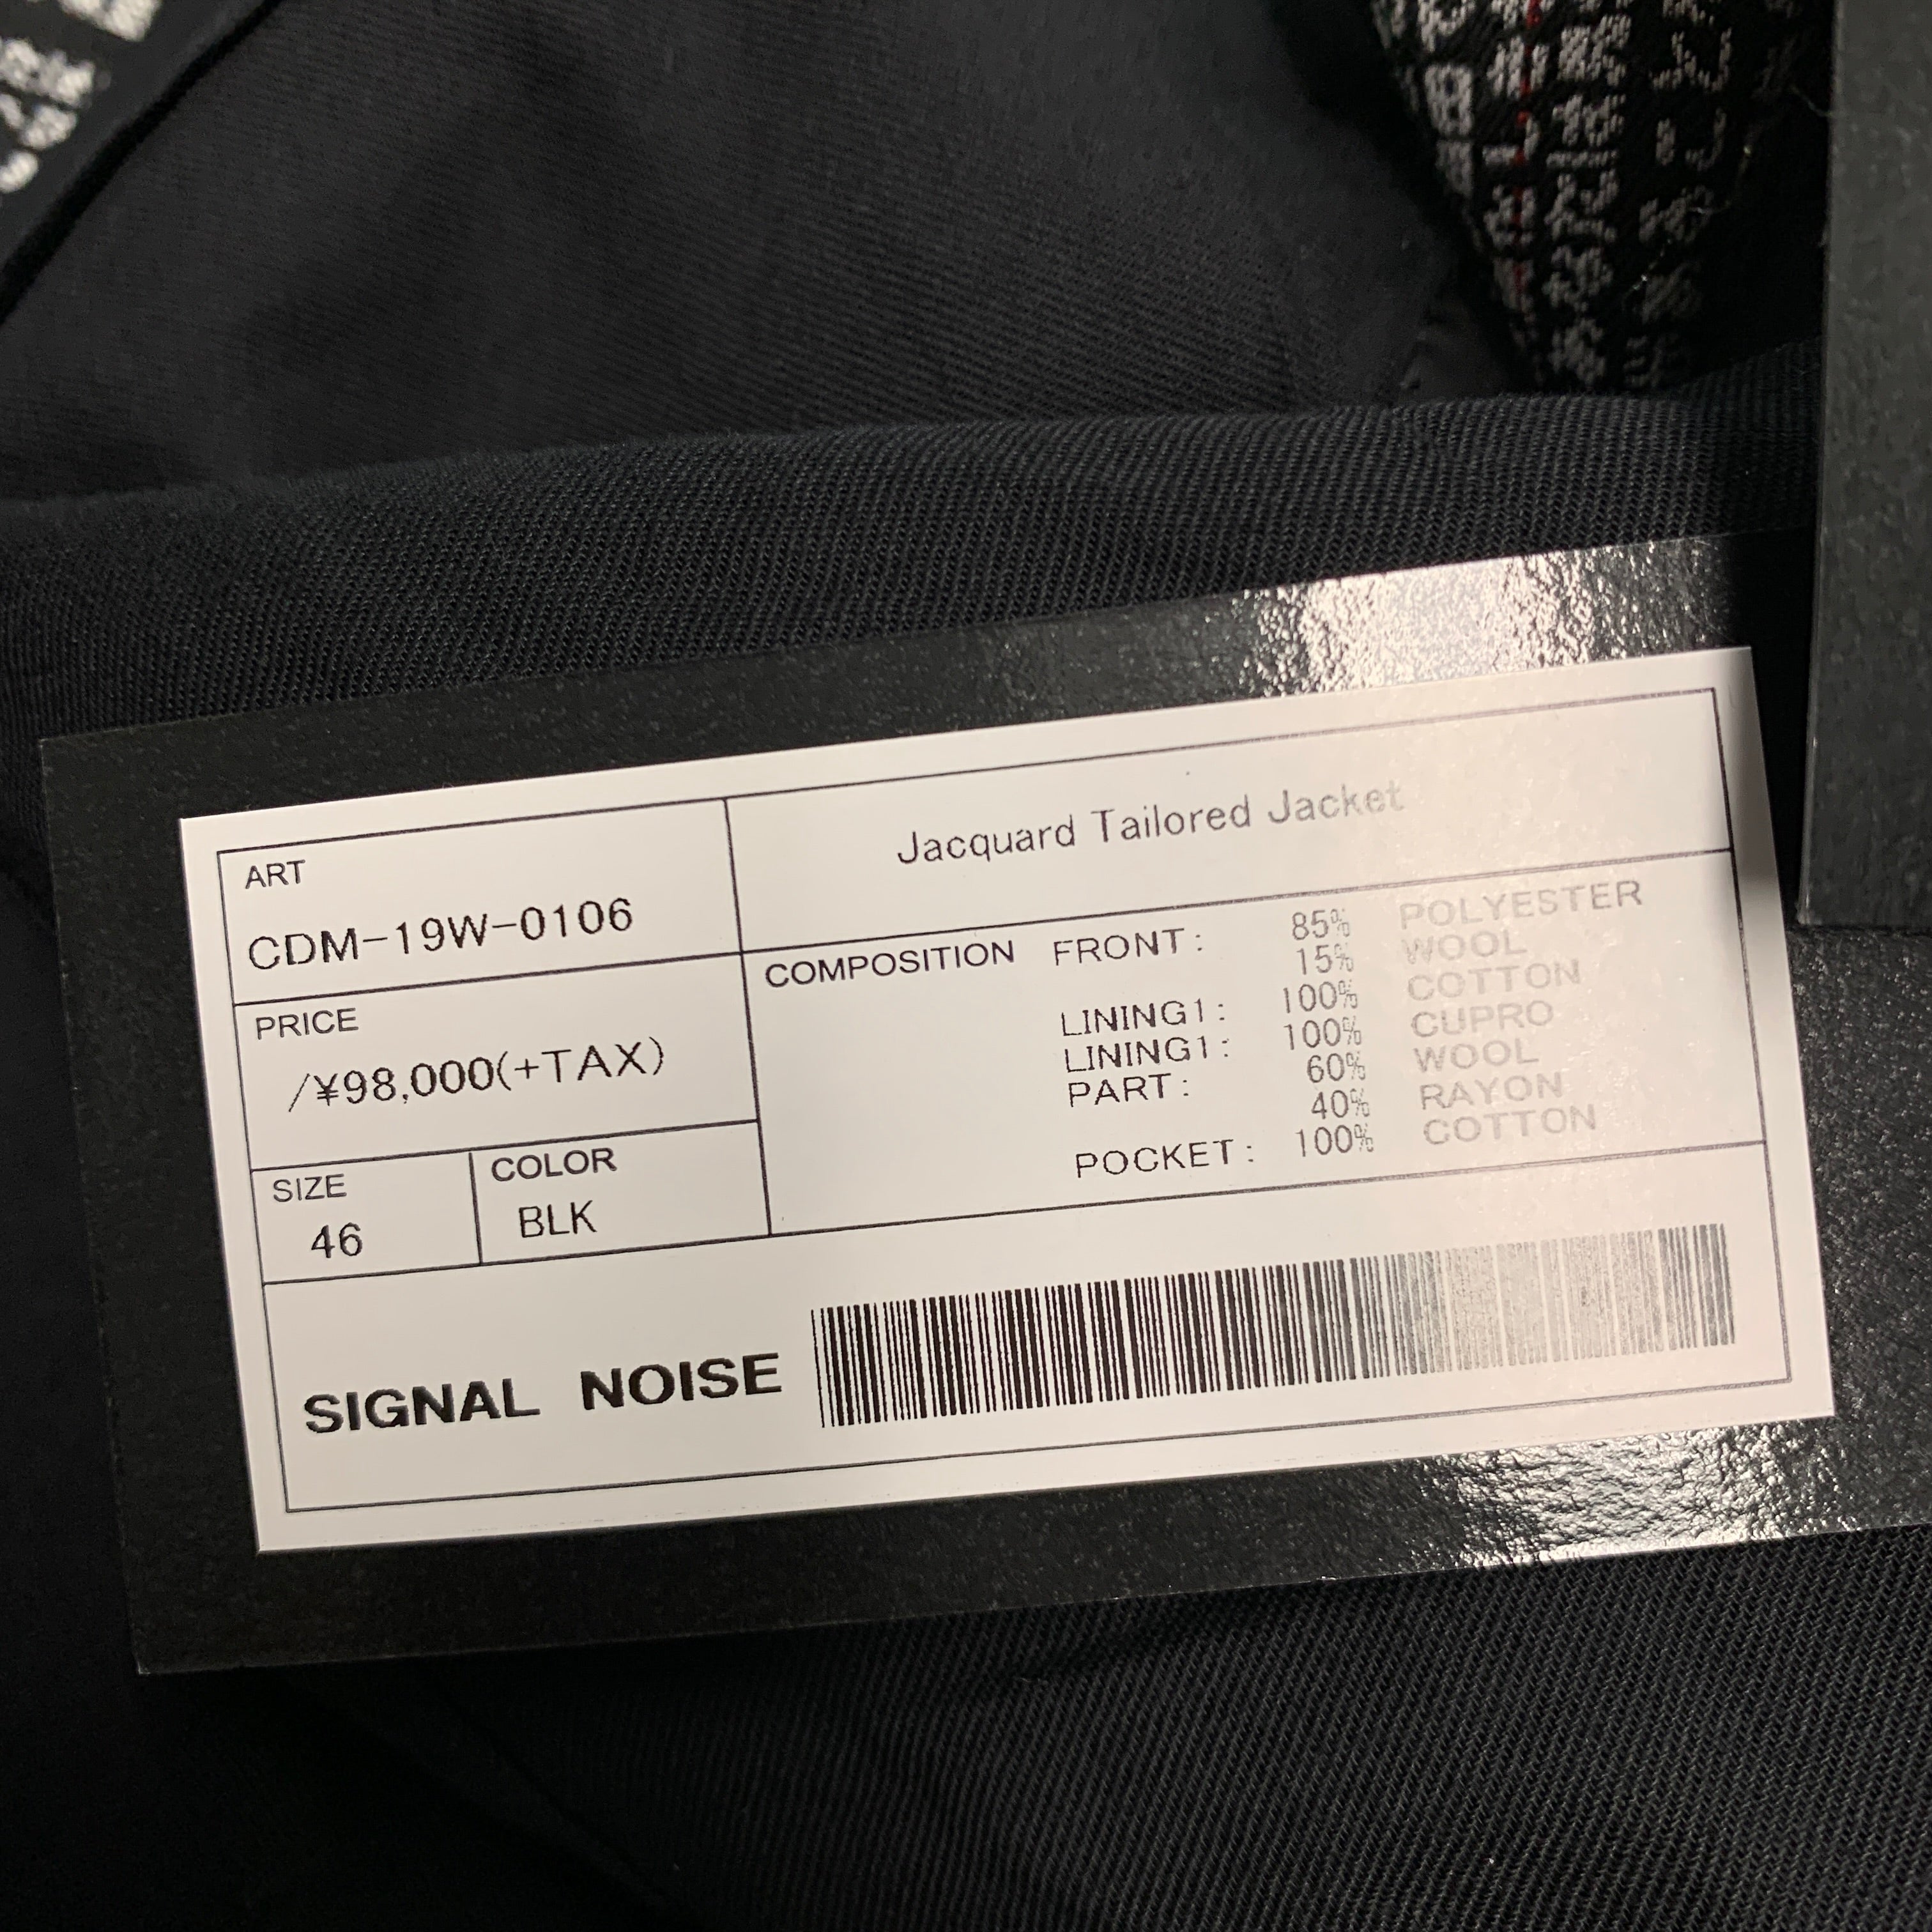 ART
CDM-19W-0106
Jacquard Tailored Jacket
PRICE
/¥98,000(+TAX)
SIZE
46
COLOR
BLK
COMPOSITION FRONT: 85% POLYESTER
15% WOOL
LINING1: 100% COTTON
LINING1: 100% CUPRO
PART: 60% WOOL
40% RAYON
POCKET: 100% COTTON
SIGNAL NOISE